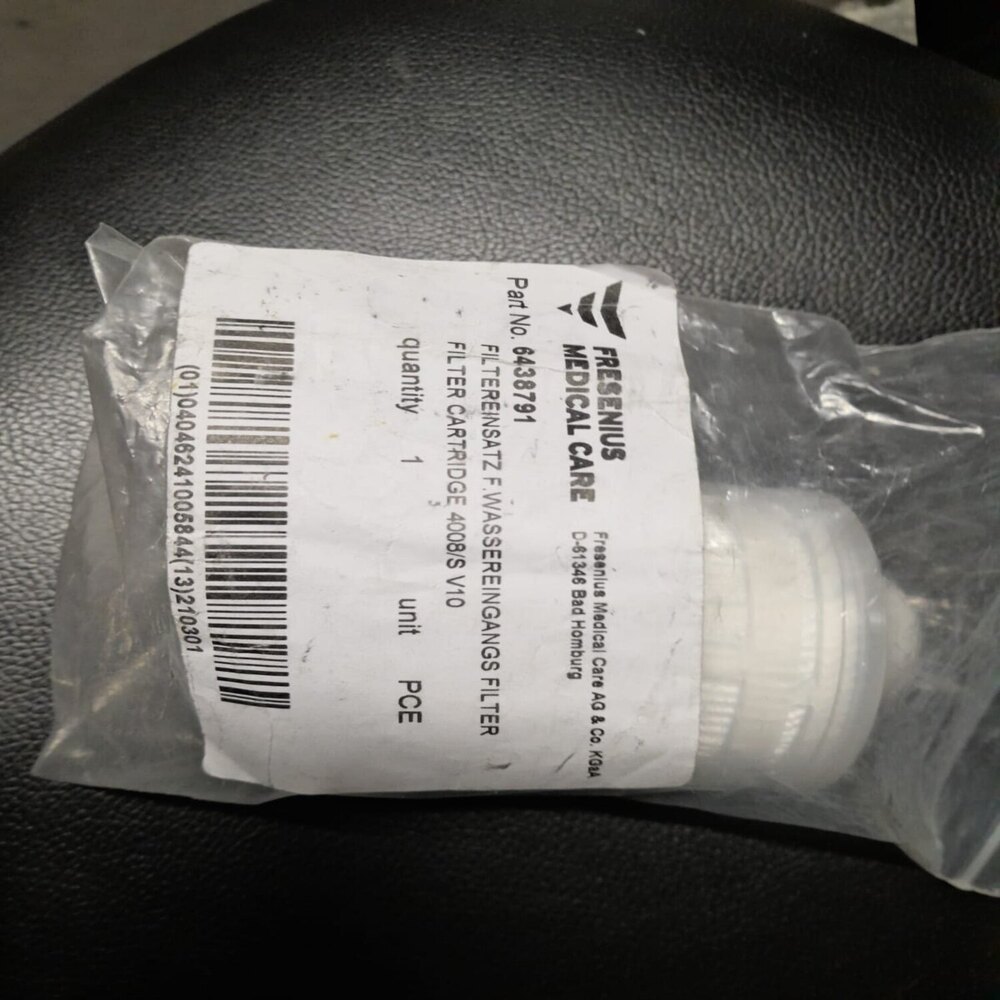 FRESENIUS
MEDICAL CARE
Fresenius Medical Care AG & Co. KGaA
D-61346 Bad Homburg
Part No. 6438791
FILTEREINSATZ F.WASSEREINGANGS FILTER
FILTER CARTRIDGE 4008/S V10
quantity 1 unit PCE
(01)04046241005844(13)210301